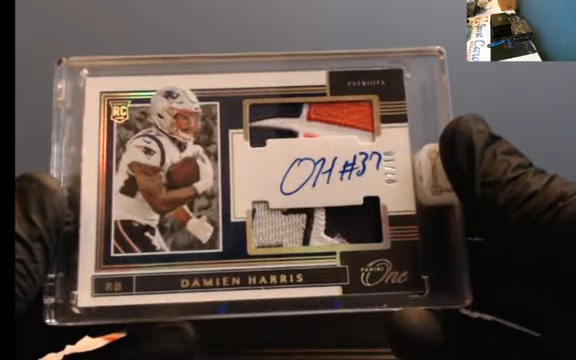 PATRIOTS
RC
OH #37
07/10
RB
DAMIEN HARRIS
PANINI
One